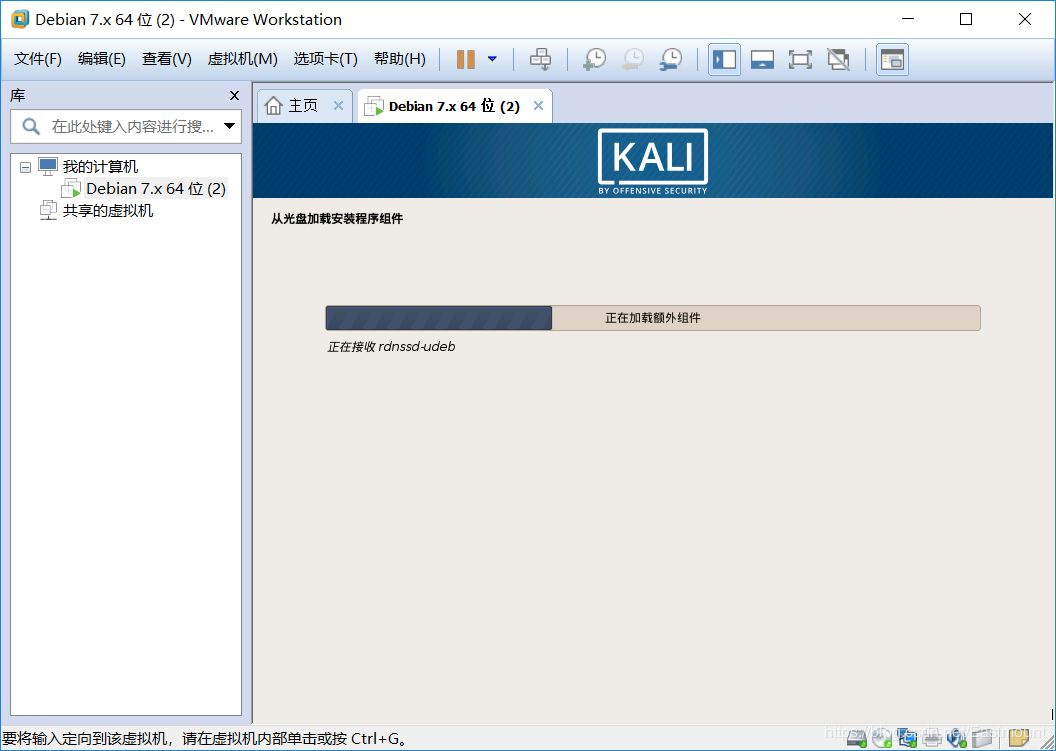 Debian 7.x 64 位 (2) - VMware Workstation
文件(F) 编辑(E) 查看(V) 虚拟机(M) 选项卡(T) 帮助(H)
库
在此处键入内容进行搜...
我的计算机
Debian 7.x 64 位 (2)
共享的虚拟机
主页 Debian 7.x 64 位 (2)
KALI
BY OFFENSIVE SECURITY
从光盘加载安装程序组件
正在加载额外组件
正在接收 rdnssd-udeb
要将输入定向到该虚拟机，请在虚拟机内部单击或按 Ctrl+G。